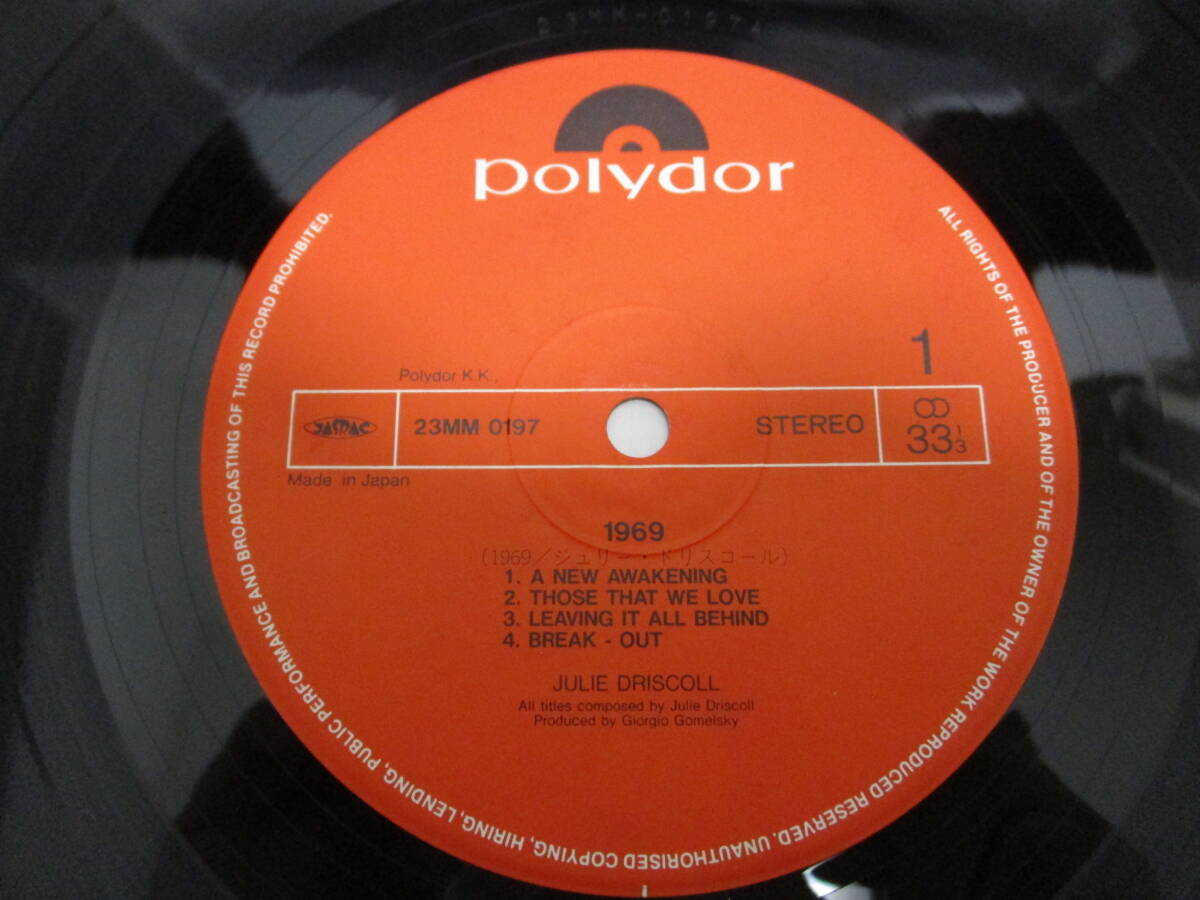 23MM-0197A
polydor
1
Polydor K.K.,
JASRAC
23MM 0197
STEREO
33 1/3
Made in Japan
1969
(1969/ジュリー・ドリスコール)
1. A NEW AWAKENING
2. THOSE THAT WE LOVE
3. LEAVING IT ALL BEHIND
4. BREAK - OUT
JULIE DRISCOLL
All titles composed by Julie Driscoll
Produced by Giorgio Gomelsky
ALL RIGHTS OF THE PRODUCER AND OF THE OWNER OF THE WORK REPRODUCED RESERVED. UNAUTHORISED COPYING, HIRING, LENDING, PUBLIC PERFORMANCE AND BROADCASTING OF THIS RECORD PROHIBITED.